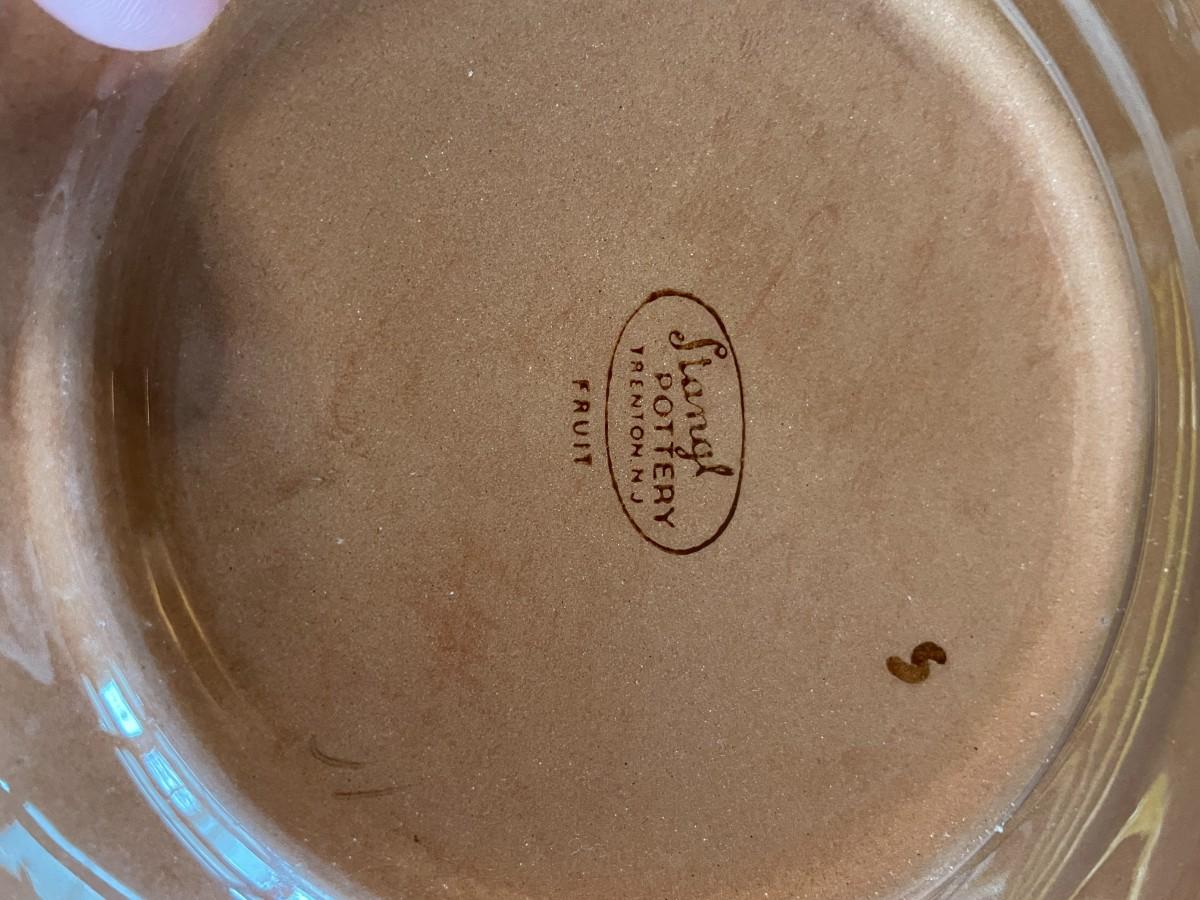 Stangl
POTTERY
TRENTON. N J
FRUIT